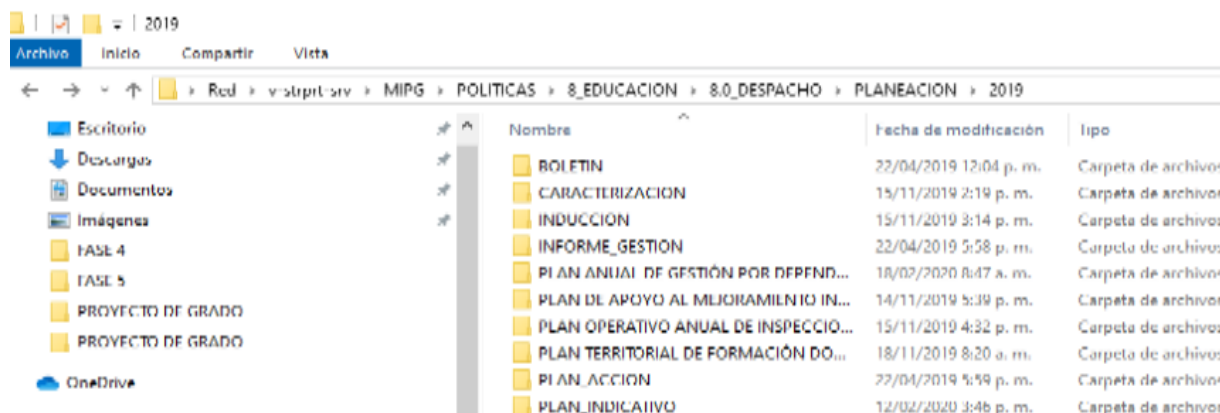 2019
Archivo Inicio Compartir Vista
Red › v-strprt-srv › MIPG › POLITICAS › 8_EDUCACION › 8.0_DESPACHO › PLANEACION › 2019
Escritorio
Descargas
Documentos
Imágenes
FASE 4
FASE 5
PROYECTO DE GRADO
PROYECTO DE GRADO
OneDrive
Nombre Fecha de modificación Tipo
BOLETIN 22/04/2019 12:04 p. m. Carpeta de archivos
CARACTERIZACION 15/11/2019 2:19 p. m. Carpeta de archivos
INDUCCION 15/11/2019 3:14 p. m. Carpeta de archivos
INFORME_GESTION 22/04/2019 5:58 p. m. Carpeta de archivos
PLAN ANUAL DE GESTIÓN POR DEPEND... 18/02/2020 8:47 a. m. Carpeta de archivos
PLAN DE APOYO AL MEJORAMIENTO IN... 14/11/2019 5:39 p. m. Carpeta de archivos
PLAN OPERATIVO ANUAL DE INSPECCIO... 15/11/2019 4:32 p. m. Carpeta de archivos
PLAN TERRITORIAL DE FORMACIÓN DO... 18/11/2019 8:20 a. m. Carpeta de archivos
PLAN_ACCION 22/04/2019 5:59 p. m. Carpeta de archivos
PLAN_INDICATIVO 12/02/2020 3:46 p. m. Carpeta de archivos